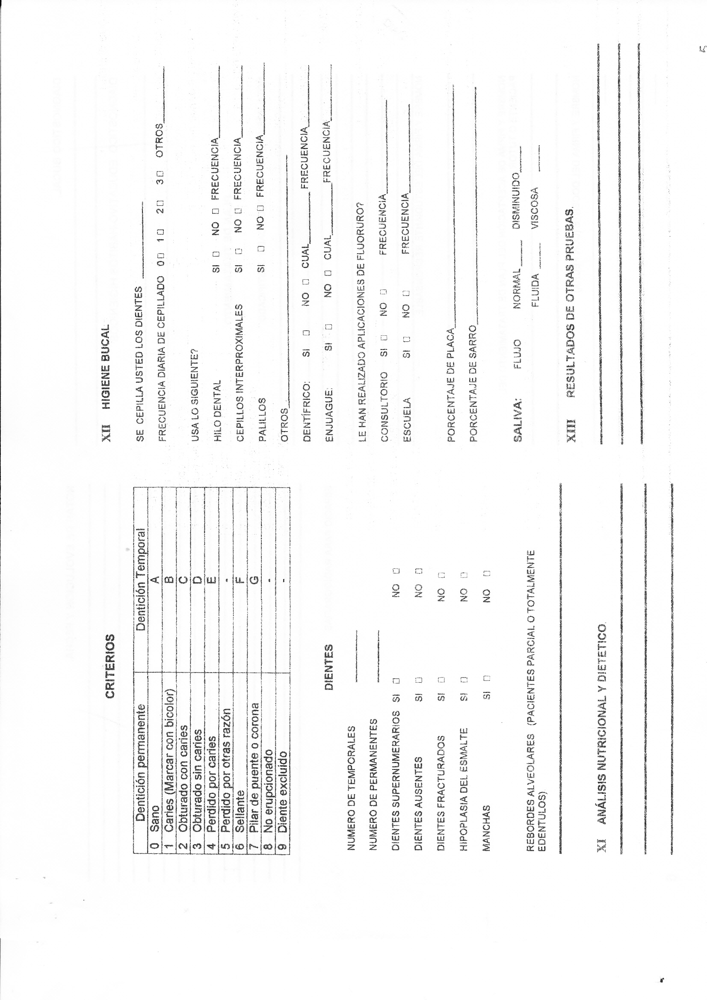 CRITERIOS
Dentición permanente Dentición Temporal
0 Sano A
1 Caries (Marcar con bicolor) B
2 Obturado con caries C
3 Obturado sin caries D
4 Perdido por caries E
5 Perdido por otras razón -
6 Sellante F
7 Pilar de puente o corona G
8 No erupcionado -
9 Diente excluido -
DIENTES
NUMERO DE TEMPORALES ________
NUMERO DE PERMANENTES ________
DIENTES SUPERNUMERARIOS SI □ NO □
DIENTES AUSENTES SI □ NO □
DIENTES FRACTURADOS SI □ NO □
HIPOPLASIA DEL ESMALTE SI □ NO □
MANCHAS SI □ NO □
REBORDES ALVEOLARES (PACIENTES PARCIAL O TOTALMENTE
EDENTULOS)
XI ANÁLISIS NUTRICIONAL Y DIETETICO.
XII HIGIENE BUCAL
SE CEPILLA USTED LOS DIENTES ____________
FRECUENCIA DIARIA DE CEPILLADO 0□ 1□ 2□ 3□ OTROS________
USA LO SIGUIENTE?
HILO DENTAL SI □ NO □ FRECUENCIA________
CEPILLOS INTERPROXIMALES SI □ NO □ FRECUENCIA________
PALILLOS SI □ NO □ FRECUENCIA________
OTROS________
DENTÍFRICO: SI □ NO □ CUAL________ FRECUENCIA________
ENJUAGUE: SI □ NO □ CUAL________FRECUENCIA________
LE HAN REALIZADO APLICACIONES DE FLUORURO?
CONSULTORIO SI □ NO □ FRECUENCIA________
ESCUELA SI □ NO □ FRECUENCIA________
PORCENTAJE DE PLACA________
PORCENTAJE DE SARRO________
SALIVA: FLUJO NORMAL ____ DISMINUIDO____
FLUIDA ____ VISCOSA ____
XIII RESULTADOS DE OTRAS PRUEBAS.
5